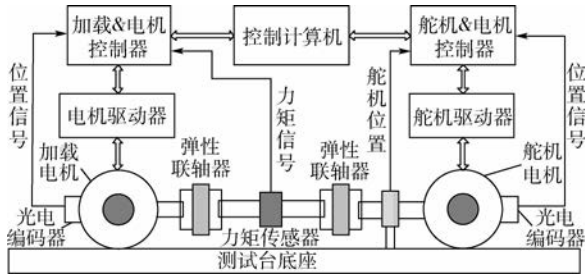 加载&电机
控制器
控制计算机
舵机&电机
控制器
位置信号
电机驱动器
力矩信号
舵机位置
舵机驱动器
位置信号
加载
电机
弹性
联轴器
弹性
联轴器
舵机
电机
光电
编码器
力矩传感器
光电
编码器
测试台底座